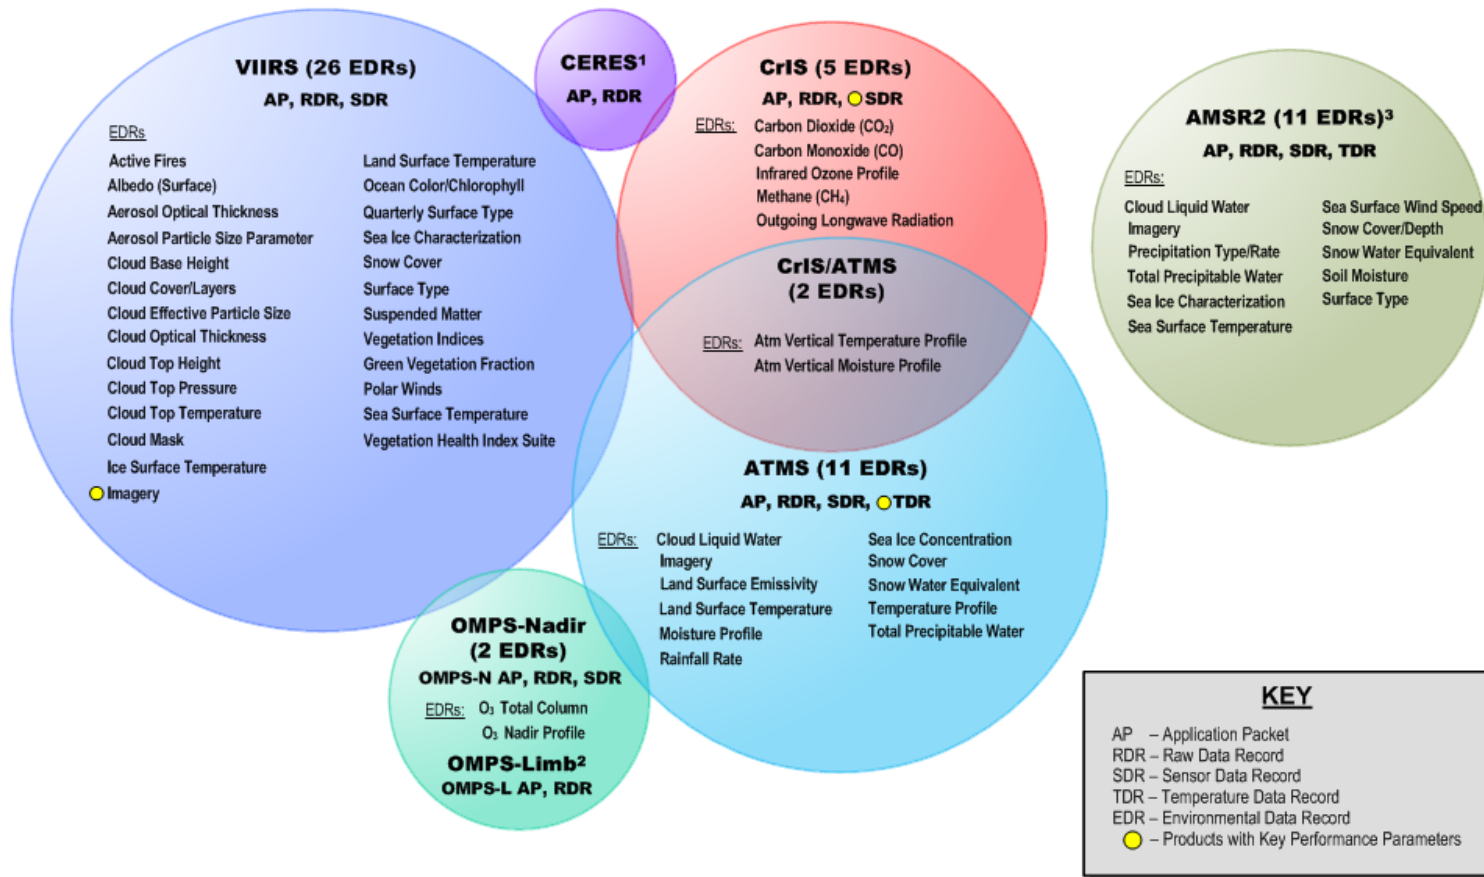 VIIRS (26 EDRs)
AP, RDR, SDR
EDRs
Active Fires
Albedo (Surface)
Aerosol Optical Thickness
Aerosol Particle Size Parameter
Cloud Base Height
Cloud Cover/Layers
Cloud Effective Particle Size
Cloud Optical Thickness
Cloud Top Height
Cloud Top Pressure
Cloud Top Temperature
Cloud Mask
Ice Surface Temperature
Imagery
Land Surface Temperature
Ocean Color/Chlorophyll
Quarterly Surface Type
Sea Ice Characterization
Snow Cover
Surface Type
Suspended Matter
Vegetation Indices
Green Vegetation Fraction
Polar Winds
Sea Surface Temperature
Vegetation Health Index Suite
CERES¹
AP, RDR
CrIS (5 EDRs)
AP, RDR, SDR
EDRs:
Carbon Dioxide (CO₂)
Carbon Monoxide (CO)
Infrared Ozone Profile
Methane (CH₄)
Outgoing Longwave Radiation
CrIS/ATMS
(2 EDRs)
EDRs:
Atm Vertical Temperature Profile
Atm Vertical Moisture Profile
ATMS (11 EDRs)
AP, RDR, SDR, TDR
EDRs:
Cloud Liquid Water
Imagery
Land Surface Emissivity
Land Surface Temperature
Moisture Profile
Rainfall Rate
Sea Ice Concentration
Snow Cover
Snow Water Equivalent
Temperature Profile
Total Precipitable Water
OMPS-Nadir
(2 EDRs)
OMPS-N AP, RDR, SDR
EDRs:
O₃ Total Column
O₃ Nadir Profile
OMPS-Limb²
OMPS-L AP, RDR
AMSR2 (11 EDRs)³
AP, RDR, SDR, TDR
EDRs:
Cloud Liquid Water
Imagery
Precipitation Type/Rate
Total Precipitable Water
Sea Ice Characterization
Sea Surface Temperature
Sea Surface Wind Speed
Snow Cover/Depth
Snow Water Equivalent
Soil Moisture
Surface Type
KEY
AP – Application Packet
RDR – Raw Data Record
SDR – Sensor Data Record
TDR – Temperature Data Record
EDR – Environmental Data Record
– Products with Key Performance Parameters